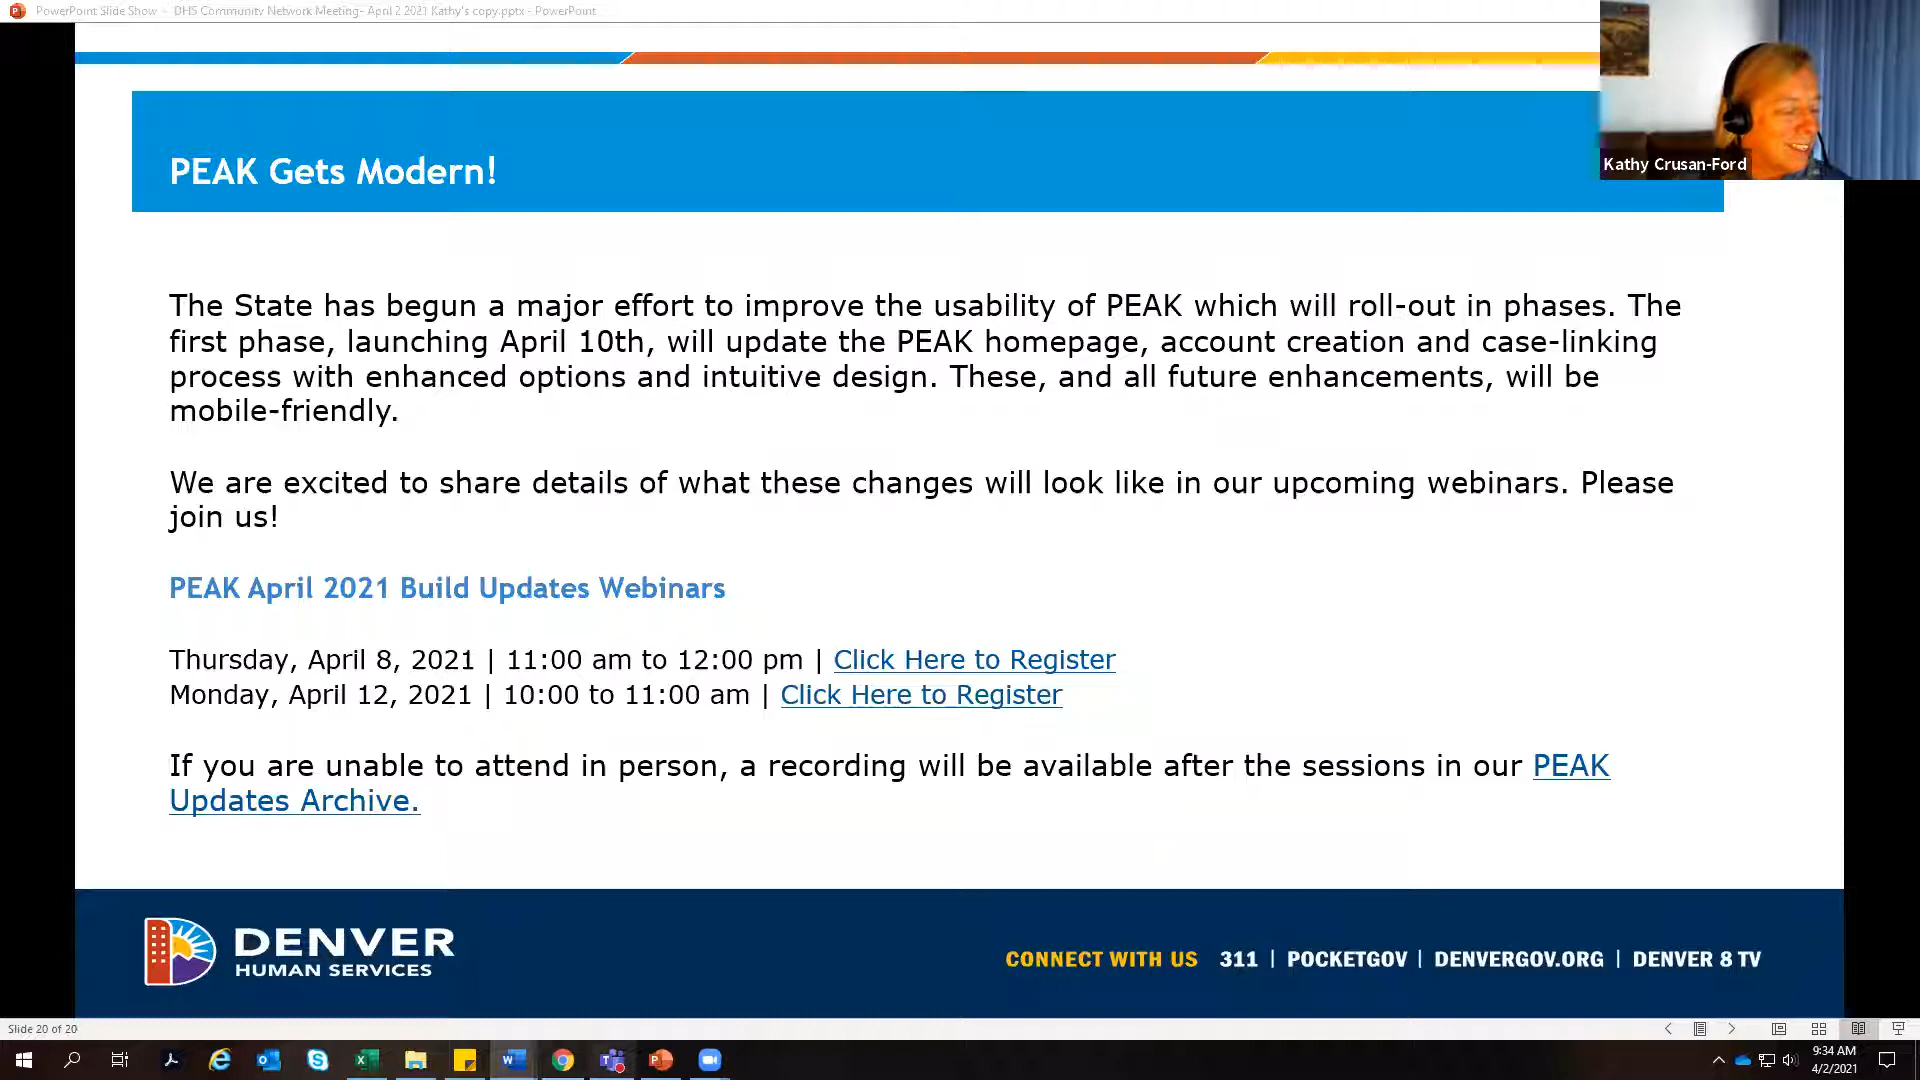 PowerPoint Slide Show - DHS Community Network Meeting- April 2 2021 Kathy's copy.pptx - PowerPoint
PEAK Gets Modern!
Kathy Crusan-Ford
The State has begun a major effort to improve the usability of PEAK which will roll-out in phases. The
first phase, launching April 10th, will update the PEAK homepage, account creation and case-linking
process with enhanced options and intuitive design. These, and all future enhancements, will be
mobile-friendly.
We are excited to share details of what these changes will look like in our upcoming webinars. Please
join us!
PEAK April 2021 Build Updates Webinars
Thursday, April 8, 2021 | 11:00 am to 12:00 pm | Click Here to Register
Monday, April 12, 2021 | 10:00 to 11:00 am | Click Here to Register
If you are unable to attend in person, a recording will be available after the sessions in our PEAK
Updates Archive.
DENVER
HUMAN SERVICES
CONNECT WITH US 311 | POCKETGOV | DENVERGOV.ORG | DENVER 8 TV
Slide 20 of 20
9:34 AM
4/2/2021